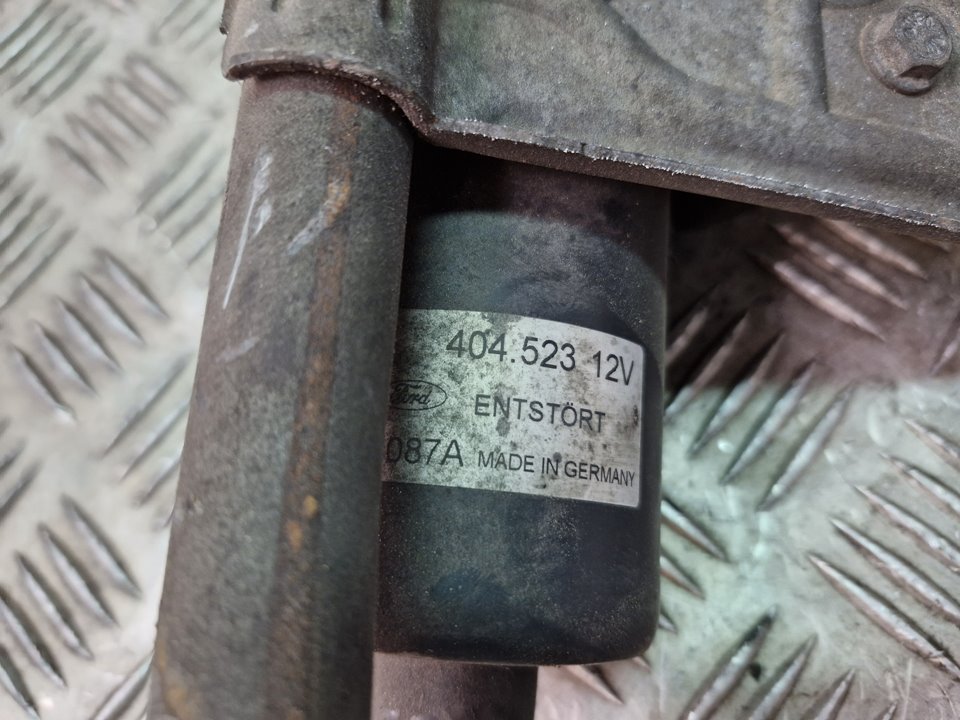 404.523 12V
Ford ENTSTÖRT
087A MADE IN GERMANY